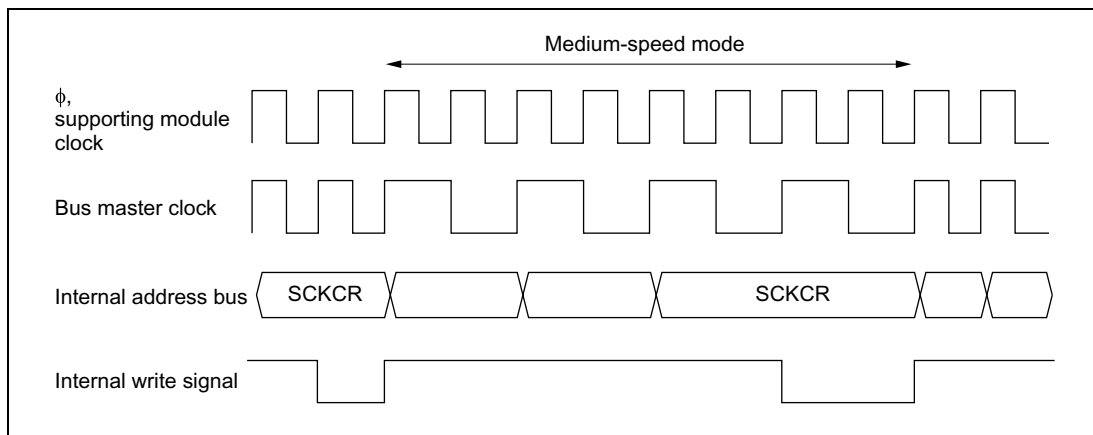 Medium-speed mode
ϕ,
supporting module
clock
Bus master clock
Internal address bus
SCKCR
SCKCR
Internal write signal